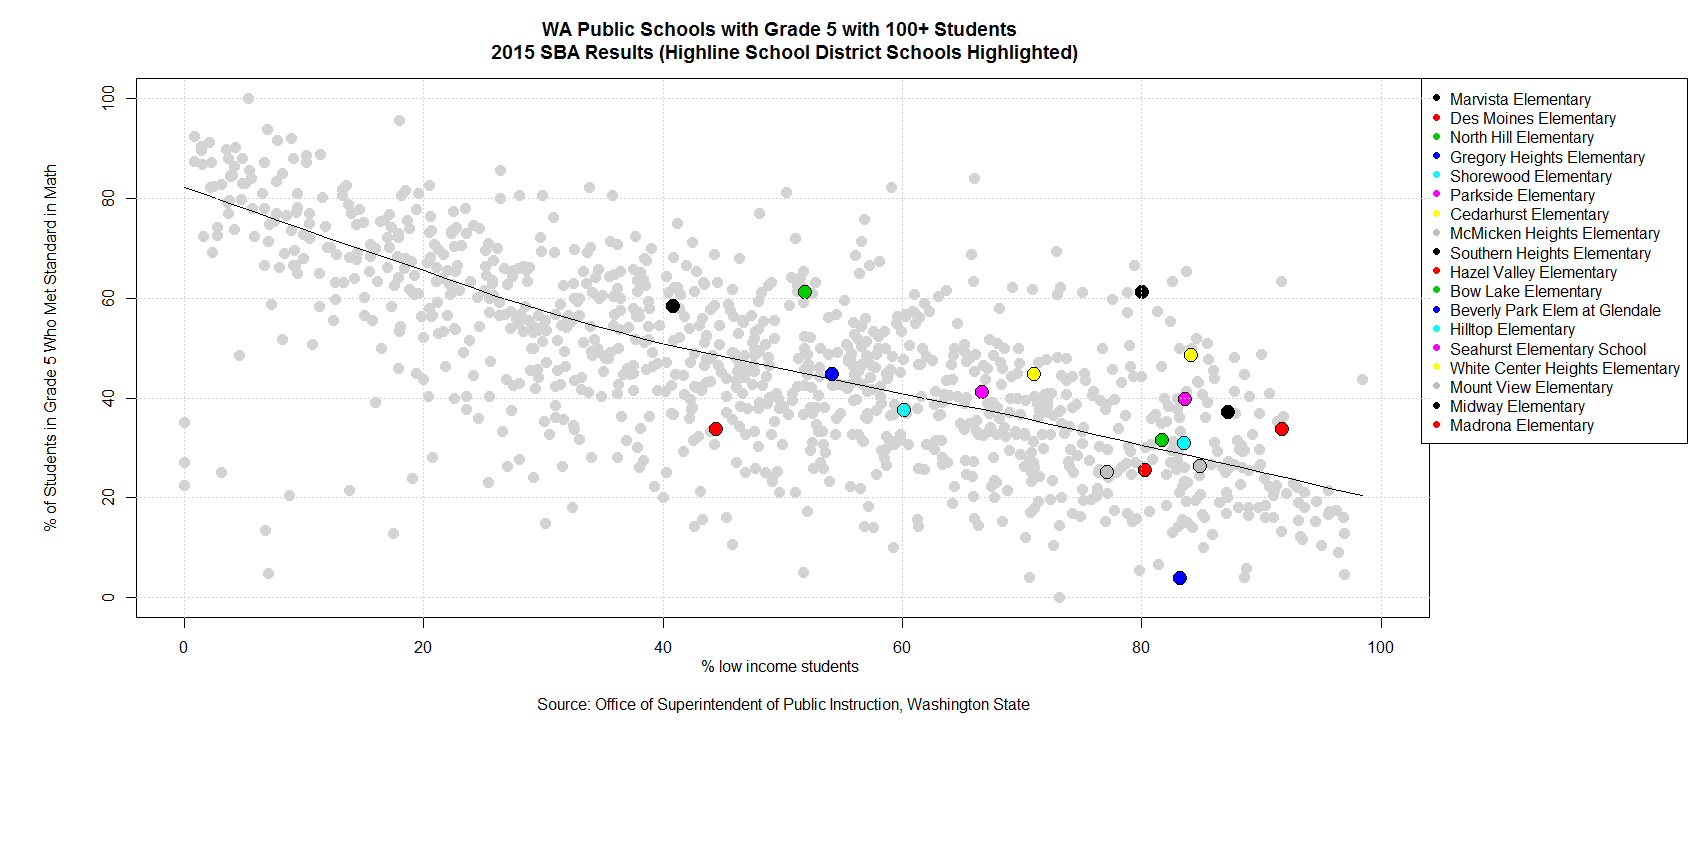 WA Public Schools with Grade 5 with 100+ Students
2015 SBA Results (Highline School District Schools Highlighted)
% of Students in Grade 5 Who Met Standard in Math
100
80
60
40
20
0
0 20 40 60 80 100
% low income students
Source: Office of Superintendent of Public Instruction, Washington State
Marvista Elementary
Des Moines Elementary
North Hill Elementary
Gregory Heights Elementary
Shorewood Elementary
Parkside Elementary
Cedarhurst Elementary
McMicken Heights Elementary
Southern Heights Elementary
Hazel Valley Elementary
Bow Lake Elementary
Beverly Park Elem at Glendale
Hilltop Elementary
Seahurst Elementary School
White Center Heights Elementary
Mount View Elementary
Midway Elementary
Madrona Elementary